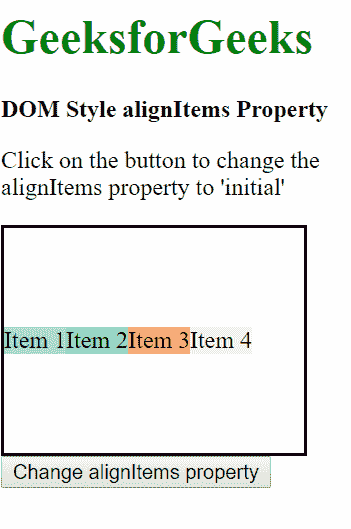 GeeksforGeeks
DOM Style alignItems Property
Click on the button to change the
alignItems property to 'initial'
Item 1Item 2Item 3Item 4
Change alignItems property